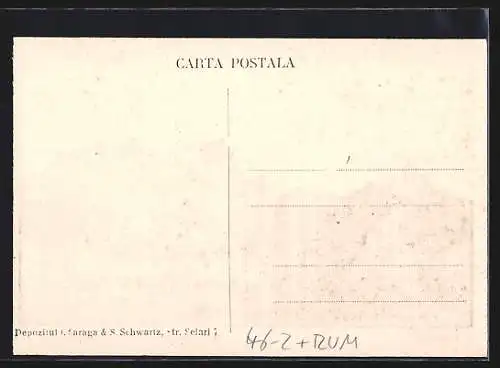 CARTA POSTALA
Depozitul Saraga & S. Schwartz, str. Selari 7
46-2+RUM